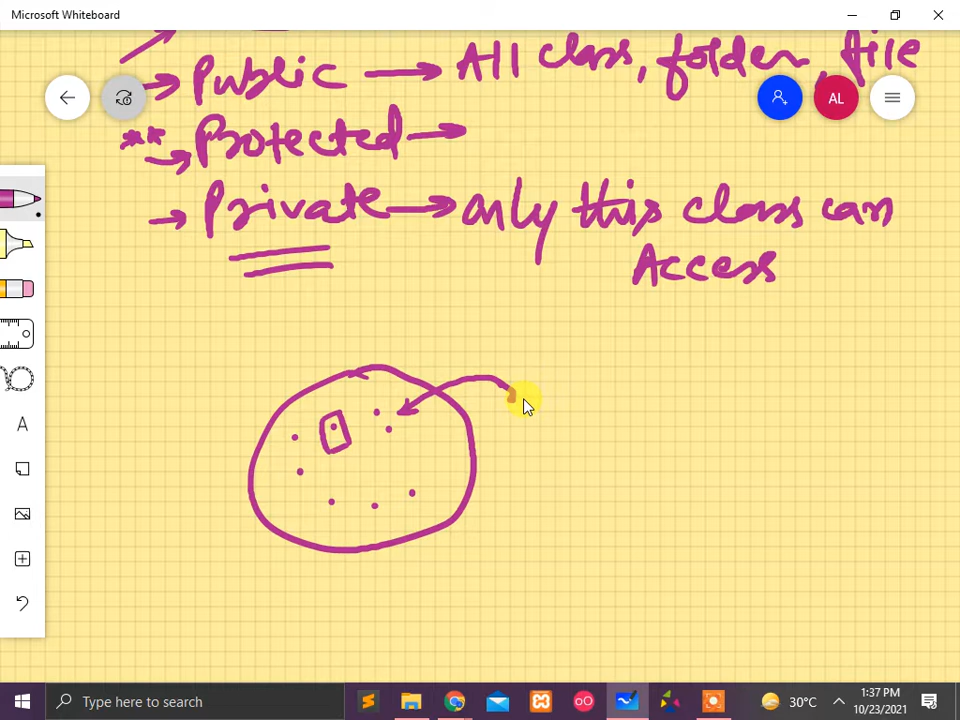 Microsoft Whiteboard
→ Public → All class, folder, file
** → Protected →
→ Private → only this class can
Access
AL
A
Type here to search
30°C
1:37 PM
10/23/2021